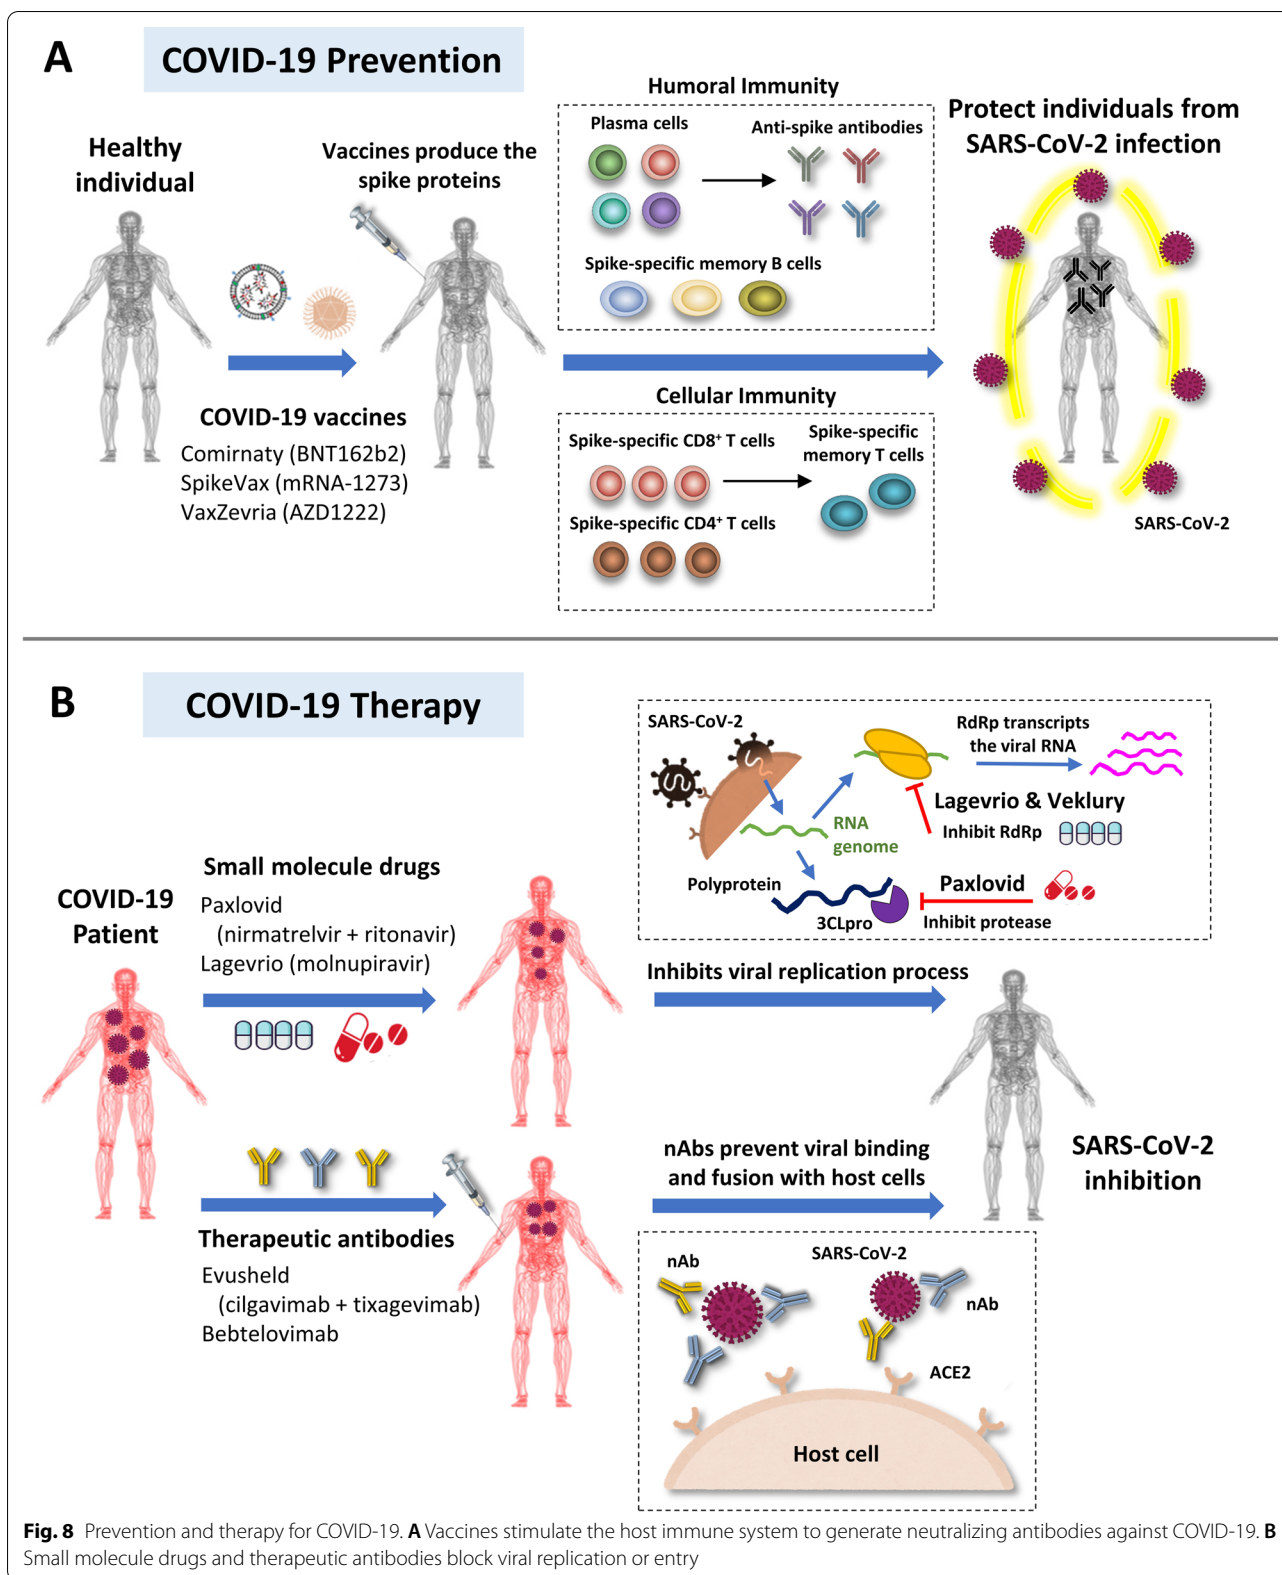 A
COVID-19 Prevention
Healthy
individual
Vaccines produce the
spike proteins
COVID-19 vaccines
Comirnaty (BNT162b2)
SpikeVax (mRNA-1273)
VaxZevria (AZD1222)
Humoral Immunity
Plasma cells
Anti-spike antibodies
Spike-specific memory B cells
Cellular Immunity
Spike-specific CD8⁺ T cells
Spike-specific
memory T cells
Spike-specific CD4⁺ T cells
Protect individuals from
SARS-CoV-2 infection
SARS-CoV-2
B
COVID-19 Therapy
COVID-19
Patient
Small molecule drugs
Paxlovid
(nirmatrelvir + ritonavir)
Lagevrio (molnupiravir)
SARS-CoV-2
RdRp transcripts
the viral RNA
Lagevrio & Veklury
Inhibit RdRp
RNA
genome
Polyprotein
3CLpro
Paxlovid
Inhibit protease
Inhibits viral replication process
Therapeutic antibodies
Evusheld
(cilgavimab + tixagevimab)
Bebtelovimab
nAbs prevent viral binding
and fusion with host cells
SARS-CoV-2
inhibition
nAb
SARS-CoV-2
nAb
ACE2
Host cell
Fig. 8 Prevention and therapy for COVID-19. A Vaccines stimulate the host immune system to generate neutralizing antibodies against COVID-19. B
Small molecule drugs and therapeutic antibodies block viral replication or entry